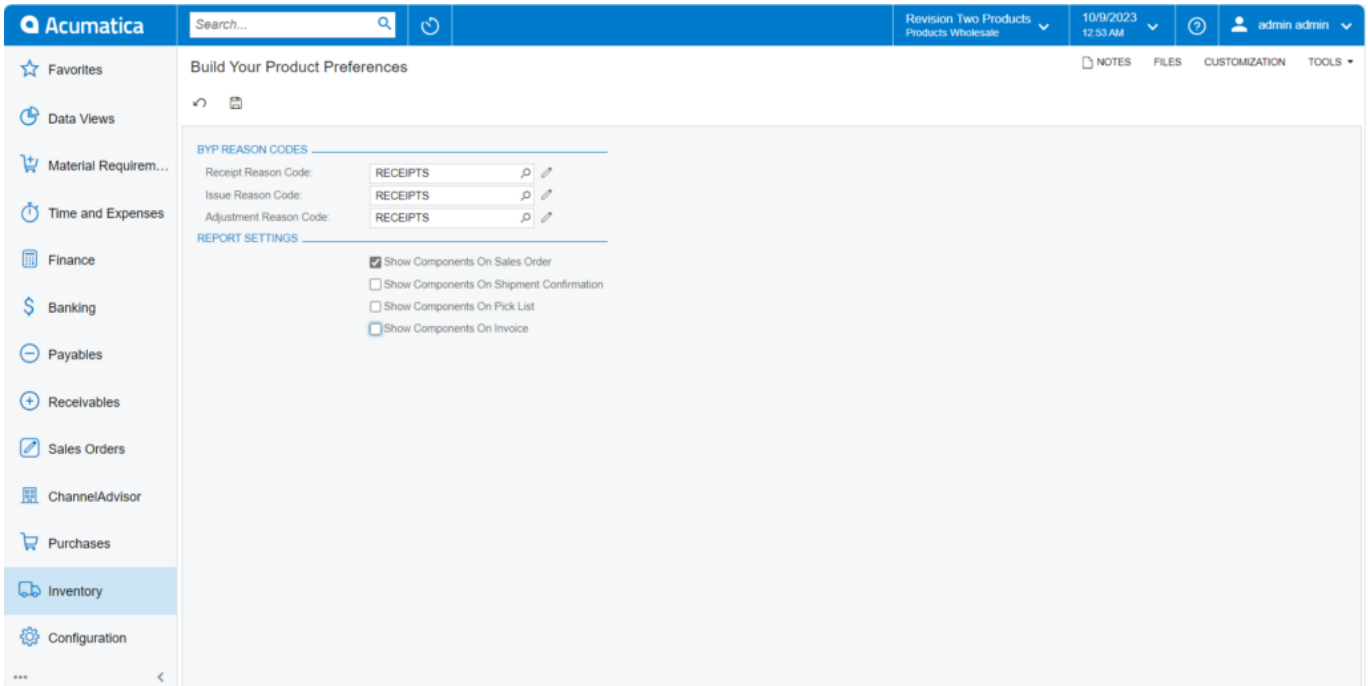 Acumatica
Search...
Revision Two Products
Products Wholesale
10/9/2023
12:53 AM
admin admin
Favorites
Data Views
Material Requirem...
Time and Expenses
Finance
Banking
Payables
Receivables
Sales Orders
ChannelAdvisor
Purchases
Inventory
Configuration
Build Your Product Preferences
NOTES FILES CUSTOMIZATION TOOLS
BYP REASON CODES
Receipt Reason Code: RECEIPTS
Issue Reason Code: RECEIPTS
Adjustment Reason Code: RECEIPTS
REPORT SETTINGS
Show Components On Sales Order
Show Components On Shipment Confirmation
Show Components On Pick List
Show Components On Invoice